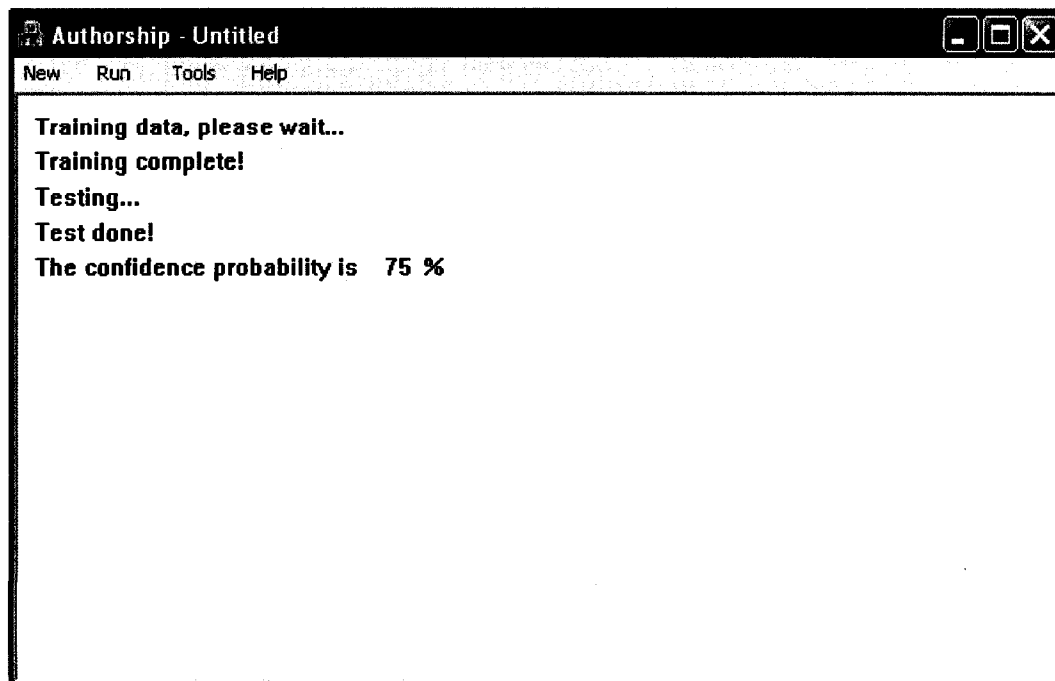 Authorship - Untitled
New Run Tools Help
Training data, please wait...
Training complete!
Testing...
Test done!
The confidence probability is 75 %